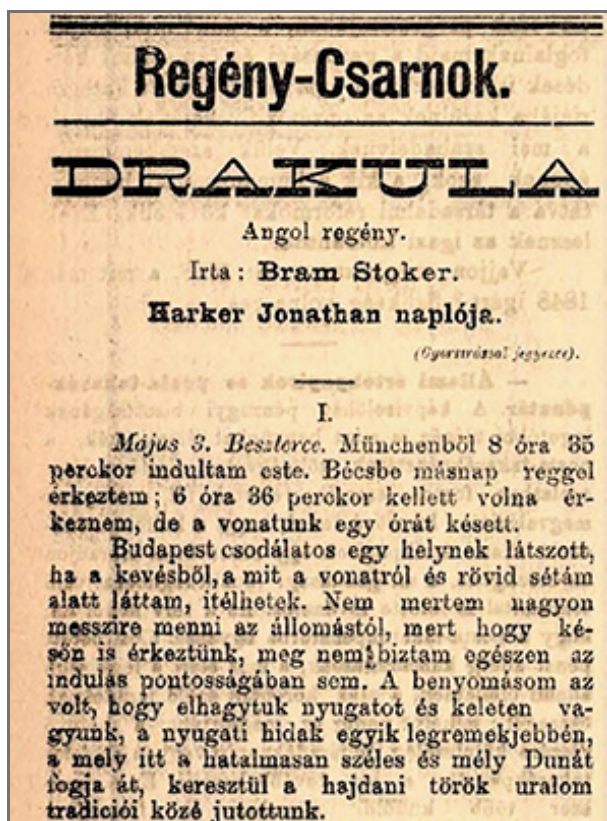 Regény-Csarnok.
DRAKULA
Angol regény.
Irta: Bram Stoker.
Harker Jonathan naplója.
(Gyorsirással jegyezte).
I.
Május 3. Beszterce. Münchenből 8 óra 35
perckor indultam este. Bécsbe másnap reggel
érkeztem; 6 óra 36 perckor kellett volna ér-
keznem, de a vonatunk egy órát késett.
Budapest csodálatos egy helynek látszott,
ha a kevésből, a mit a vonatról és rövid sétám
alatt láttam, itélhetek. Nem mertem nagyon
messzire menni az állomástól, mert hogy ké-
sőn is érkeztünk, meg nem biztam egészen az
indulás pontosságában sem. A benyomásom az
volt, hogy elhagytuk nyugatot és keleten va-
gyunk, a nyugati hidak egyik legremekjebbén,
a mely itt a hatalmasan széles és mély Dunát
fogja át, keresztül a hajdani török uralom
tradiciói közé jutottunk.